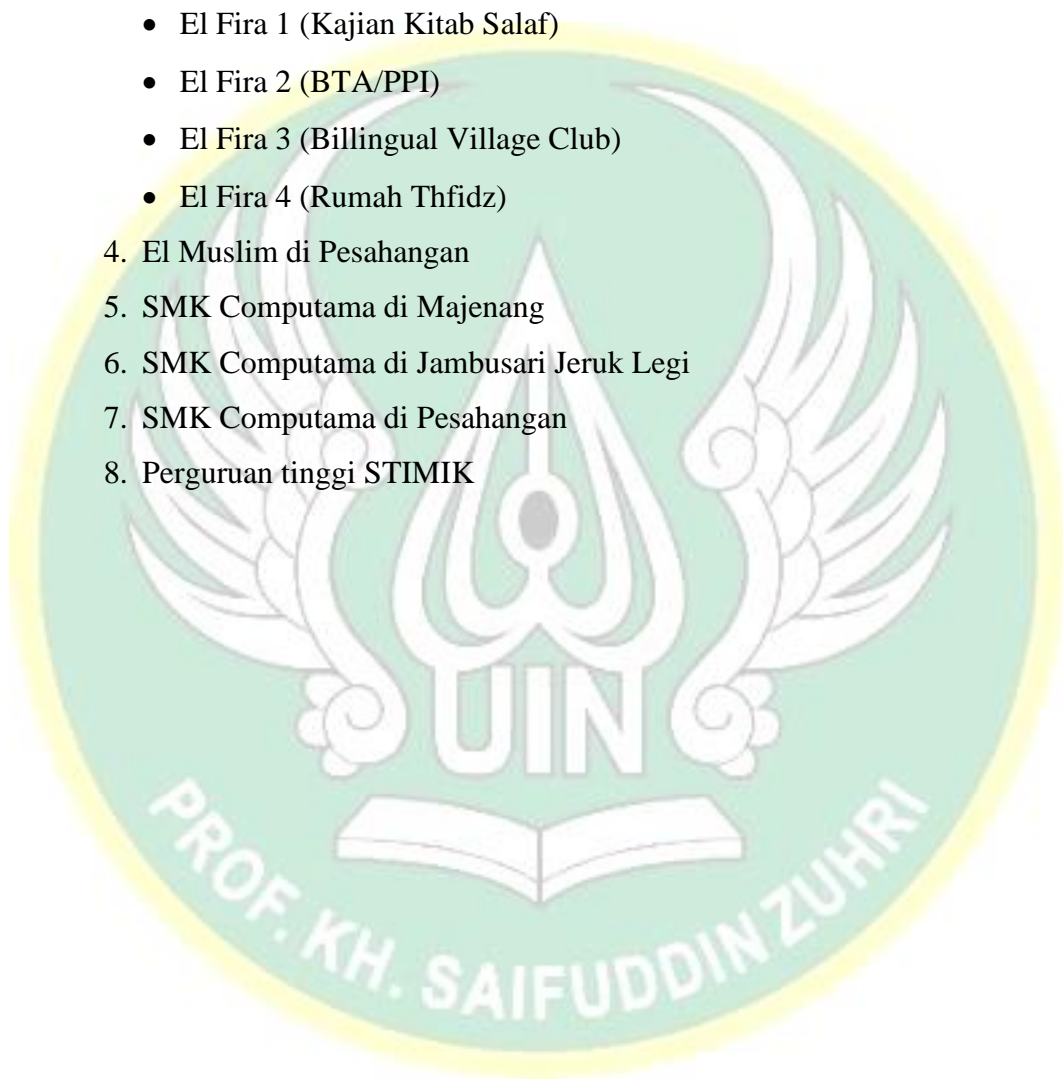 • El Fira 1 (Kajian Kitab Salaf)
• El Fira 2 (BTA/PPI)
• El Fira 3 (Billingual Village Club)
• El Fira 4 (Rumah Thfidz)
4. El Muslim di Pesahangan
5. SMK Computama di Majenang
6. SMK Computama di Jambusari Jeruk Legi
7. SMK Computama di Pesahangan
8. Perguruan tinggi STIMIK
UIN
PROF. KH. SAIFUDDIN ZUHRI